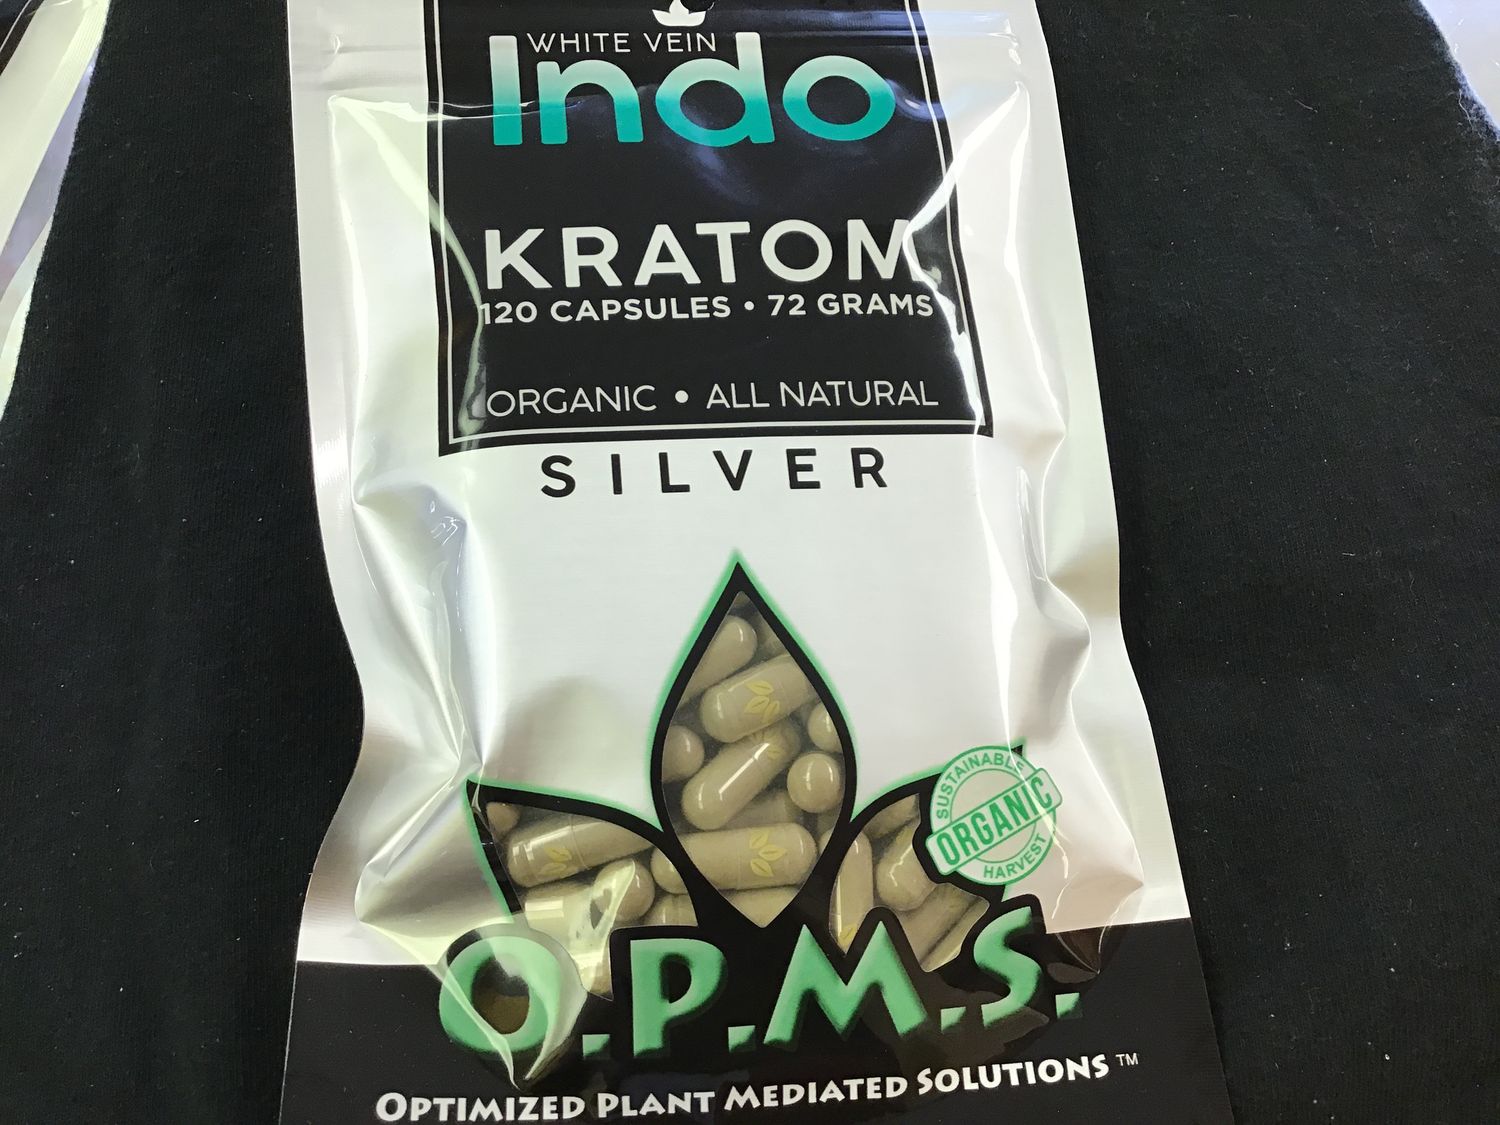 WHITE VEIN
Indo
KRATOM
120 CAPSULES • 72 GRAMS
ORGANIC • ALL NATURAL
SILVER
SUSTAINABLE
ORGANIC
HARVEST
O.P.M.S.
OPTIMIZED PLANT MEDIATED SOLUTIONS™